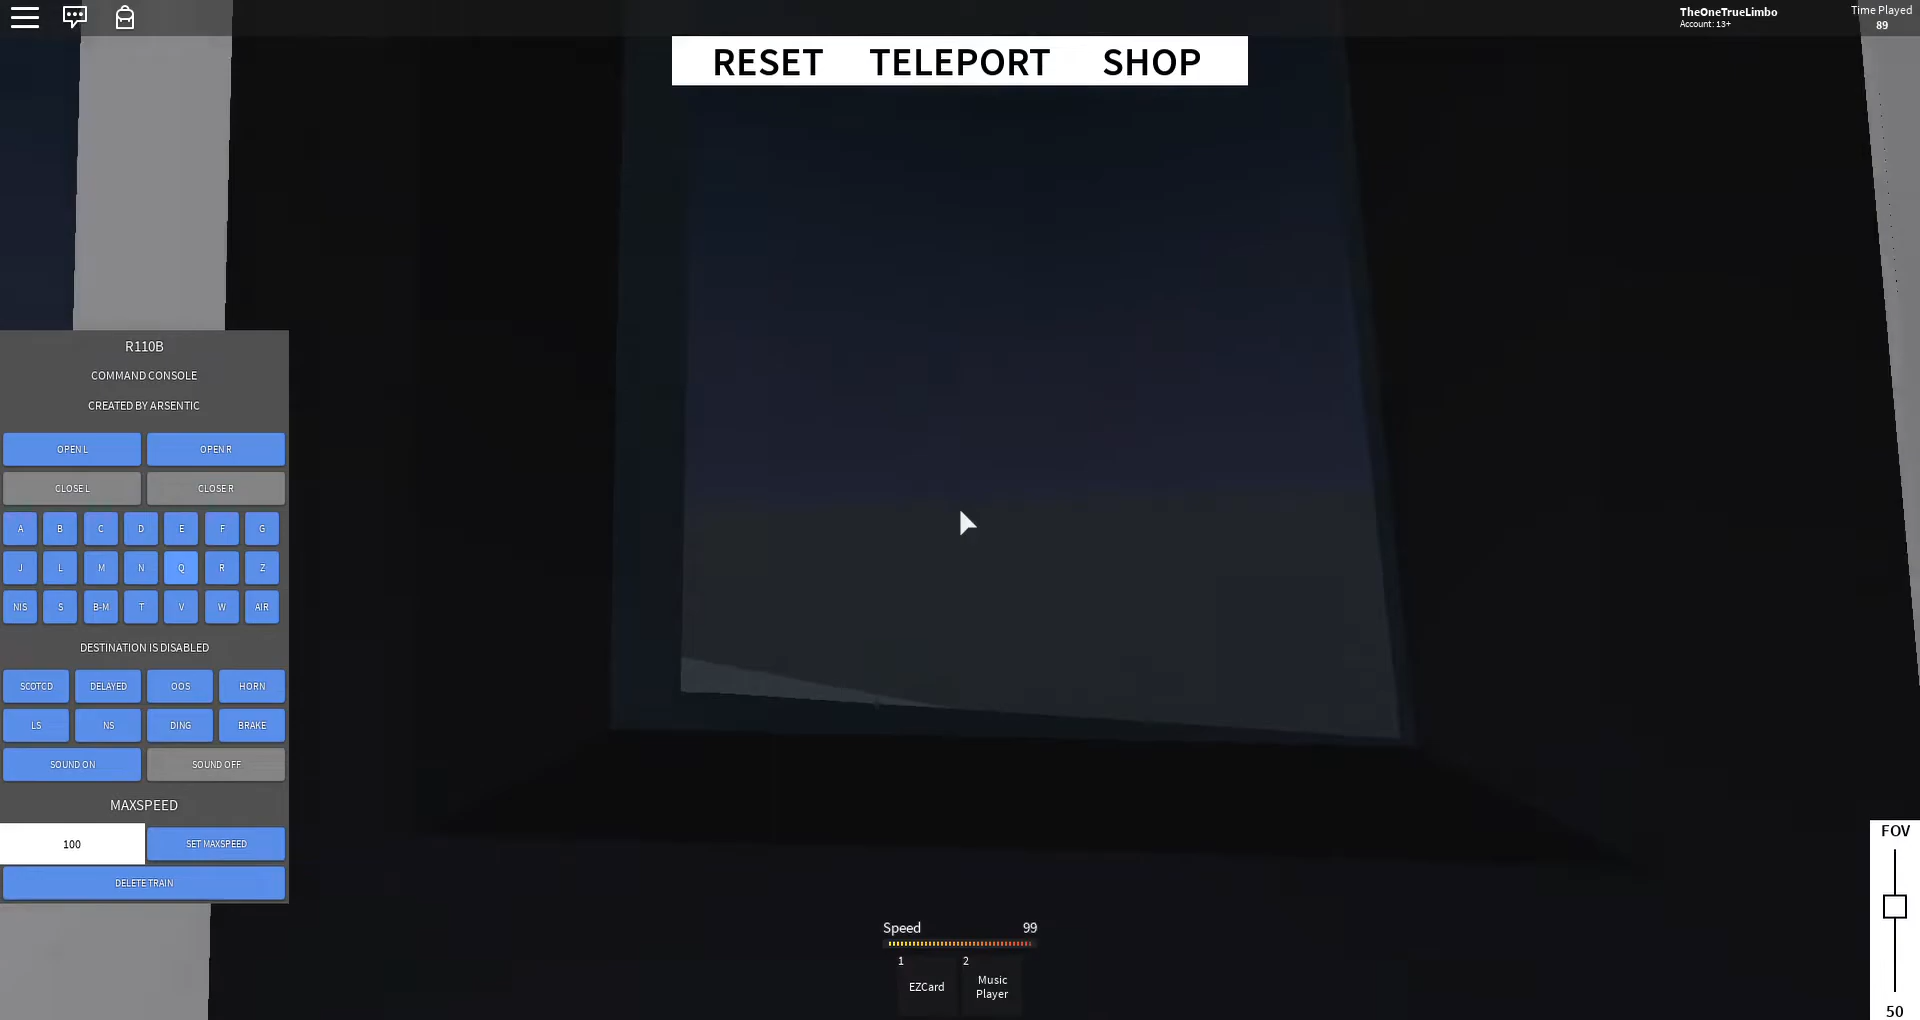 TheOneTrueLimbo
Account: 13+
Time Played
89
RESET TELEPORT SHOP
R110B
COMMAND CONSOLE
CREATED BY ARSENTIC
OPEN L OPEN R
CLOSE L CLOSE R
A B C D E F G
J L M N Q R Z
NIS S B-M T V W AIR
DESTINATION IS DISABLED
SCOTCD DELAYED OOS HORN
LS NS DING BRAKE
SOUND ON SOUND OFF
MAXSPEED
100 SET MAXSPEED
DELETE TRAIN
Speed 99
1 2
EZCard Music
Player
FOV
50